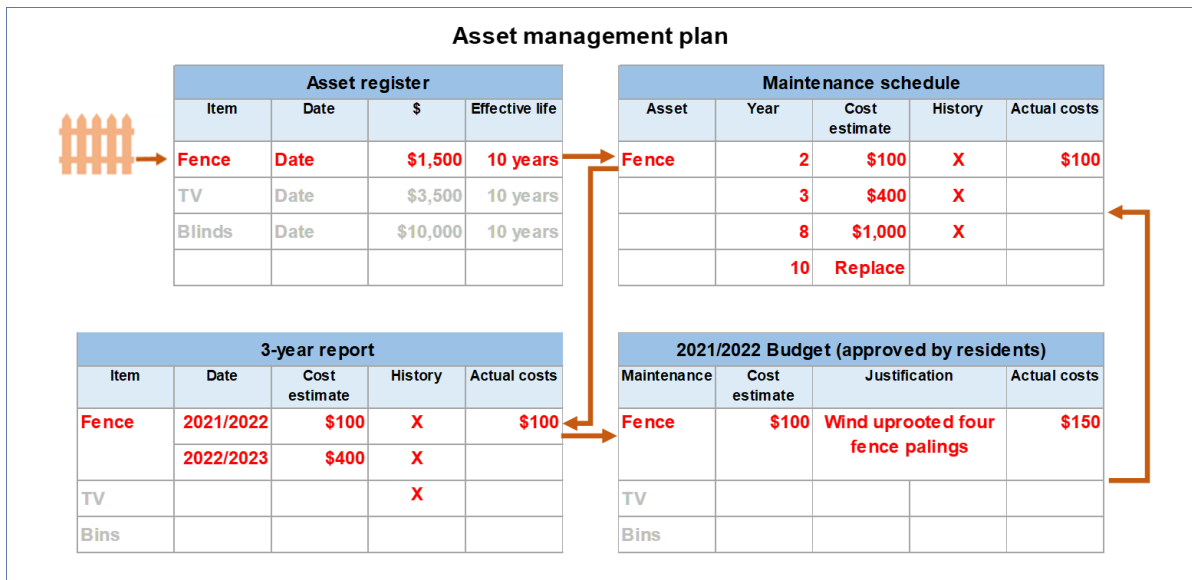 Asset management plan
Asset register
Item Date $ Effective life
Fence Date $1,500 10 years
TV Date $3,500 10 years
Blinds Date $10,000 10 years
Maintenance schedule
Asset Year Cost estimate History Actual costs
Fence 2 $100 X $100
3 $400 X
8 $1,000 X
10 Replace
3-year report
Item Date Cost estimate History Actual costs
Fence 2021/2022 $100 X $100
2022/2023 $400 X
TV X
Bins
2021/2022 Budget (approved by residents)
Maintenance Cost estimate Justification Actual costs
Fence $100 Wind uprooted four fence palings $150
TV
Bins